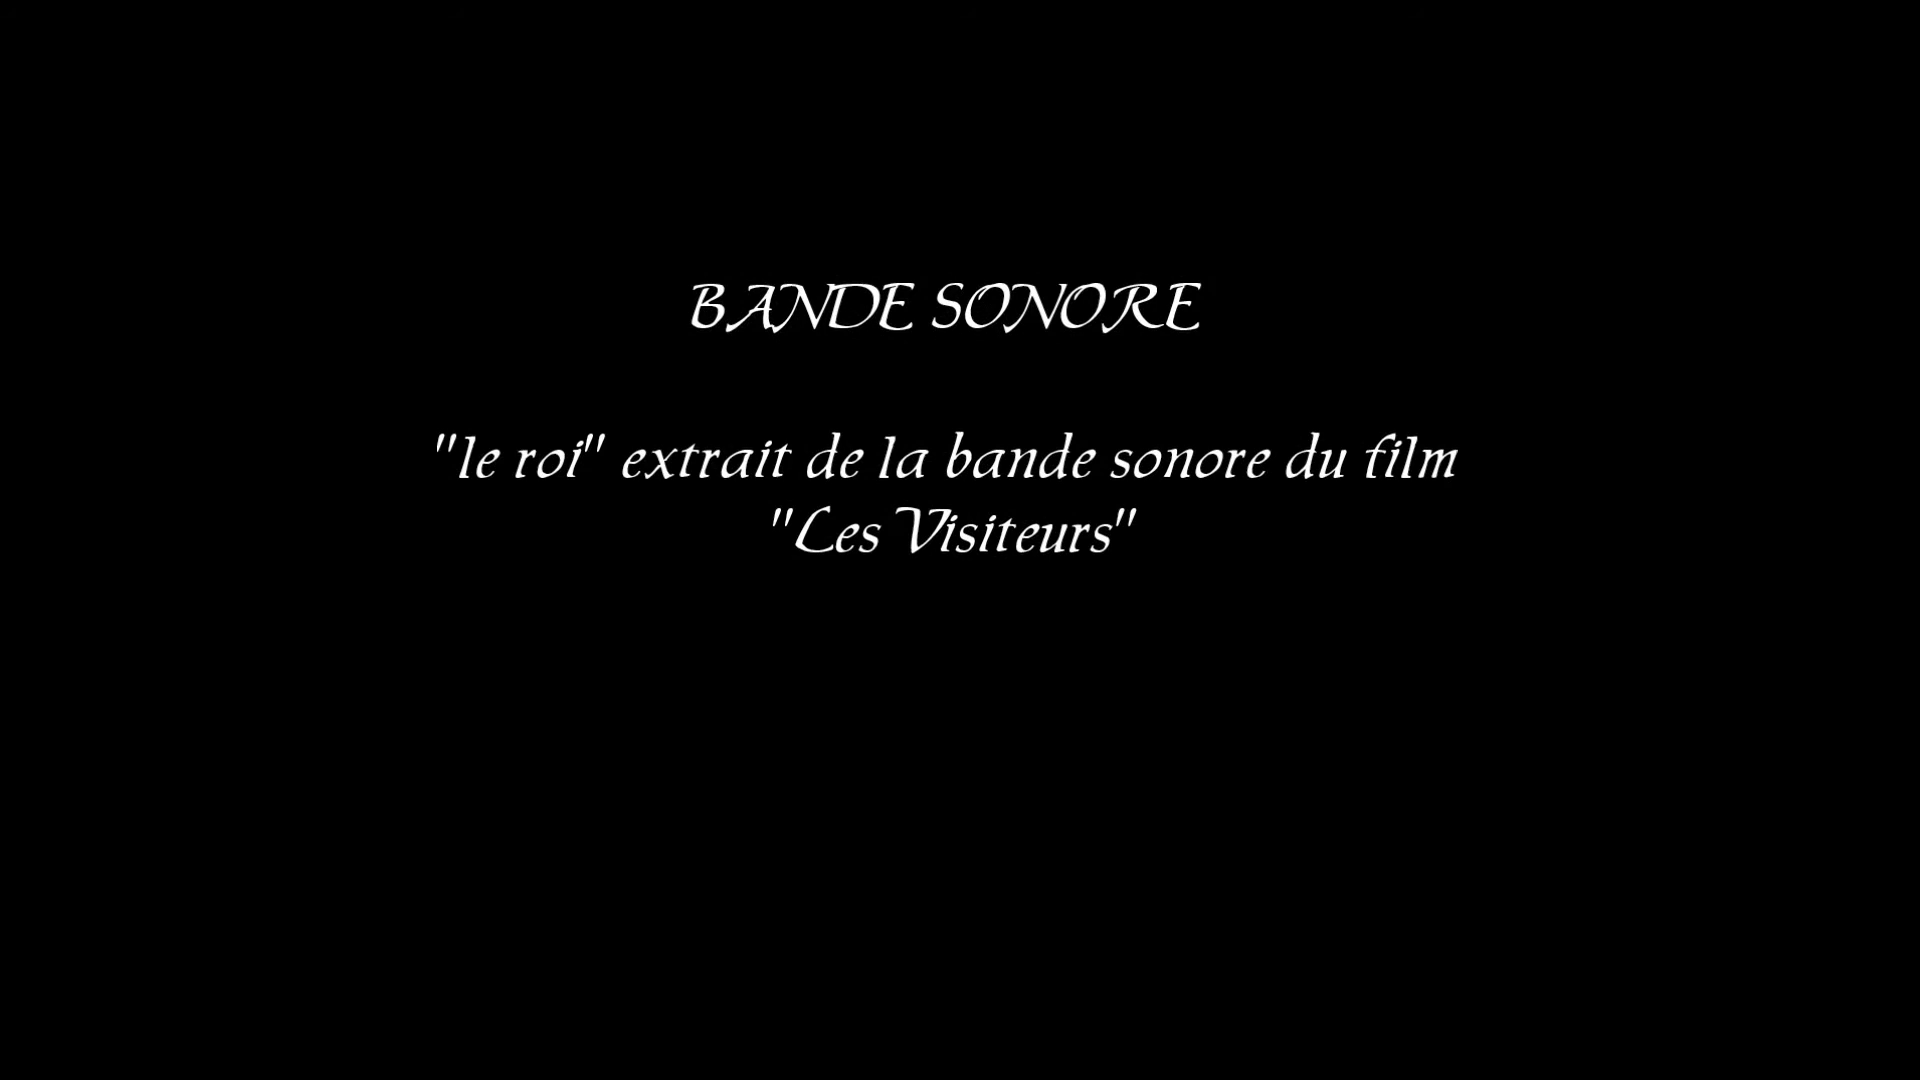 BANDE SONORE
"le roi" extrait de la bande sonore du film
"Les Visiteurs"